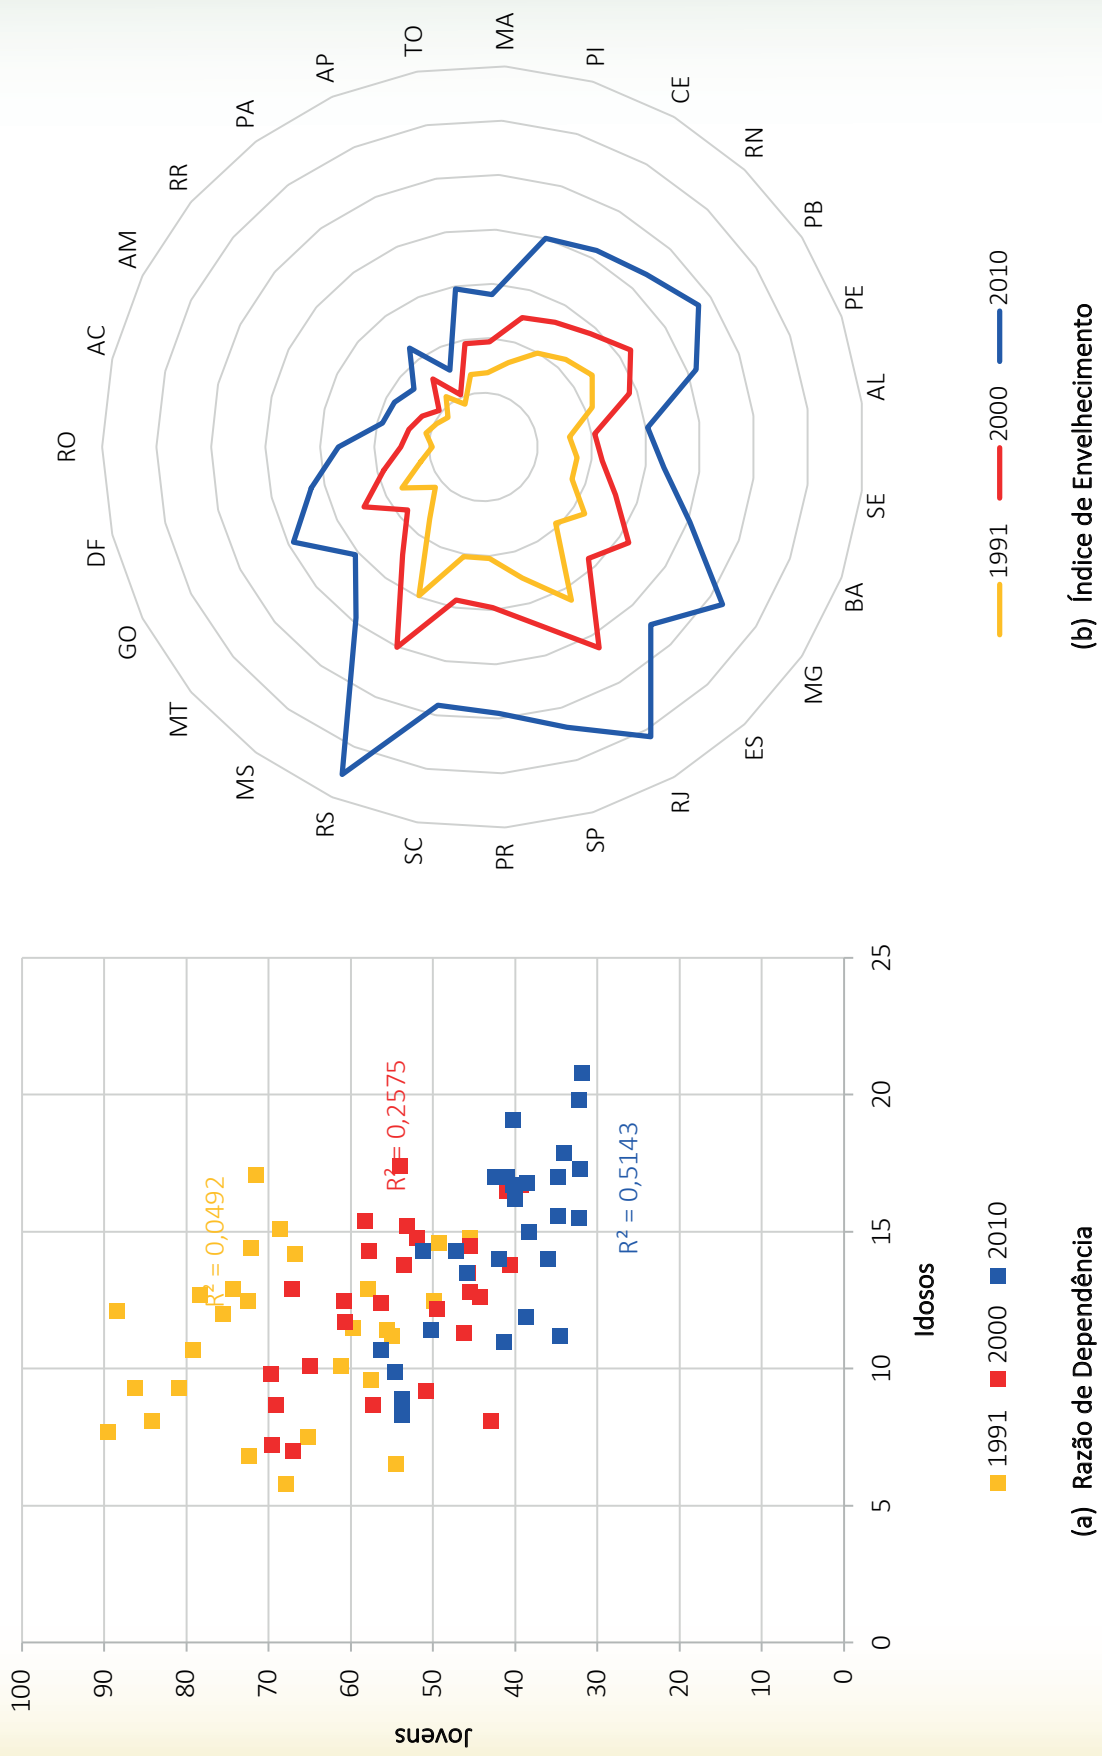 Jovens
100
90
80
70
60
50
40
30
20
10
0
R² = 0,0492
R² = 0,2575
R² = 0,5143
0
5
10
15
20
25
Idosos
1991
2000
2010
(a) Razão de Dependência
RO
AC
AM
RR
PA
AP
TO
MA
PI
CE
RN
PB
PE
AL
SE
BA
MG
ES
RJ
SP
PR
SC
RS
MS
MT
GO
DF
1991
2000
2010
(b) Índice de Envelhecimento